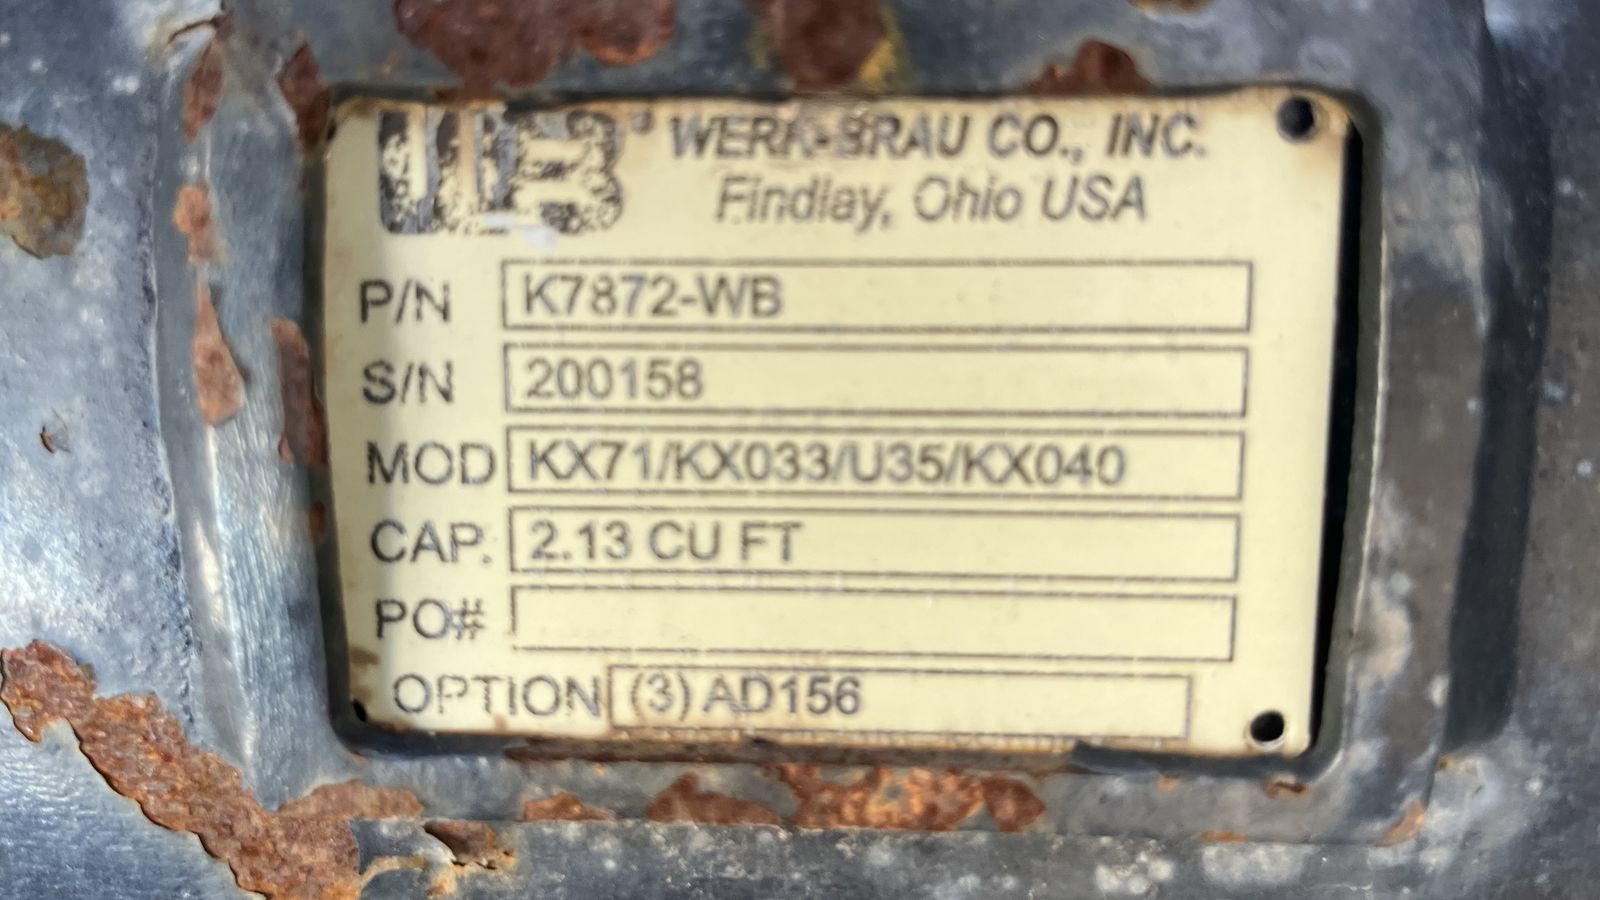 WB® WERK-BRAU CO., INC.
Findlay, Ohio USA
P/N K7872-WB
S/N 200158
MOD KX71/KX033/U35/KX040
CAP. 2.13 CU FT
PO#
OPTION (3) AD156